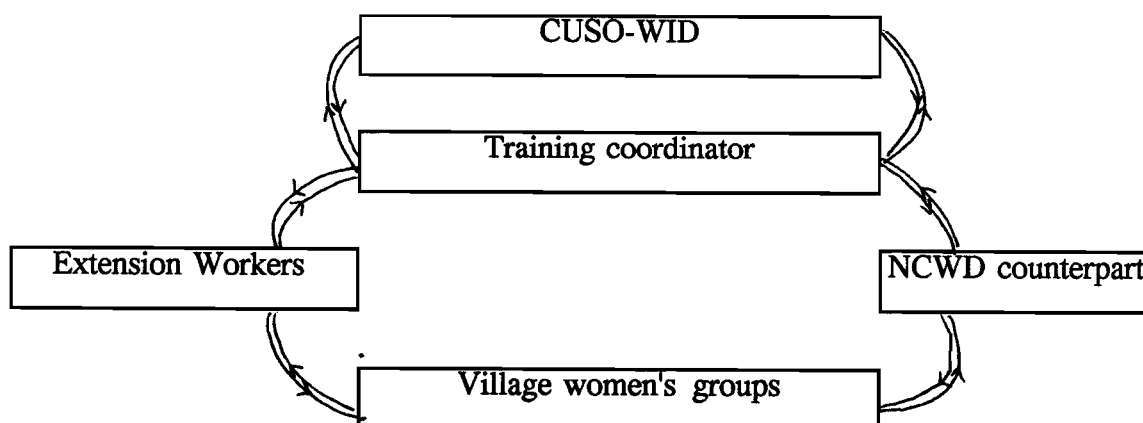 CUSO-WID
Training coordinator
Extension Workers
NCWD counterpart
Village women's groups